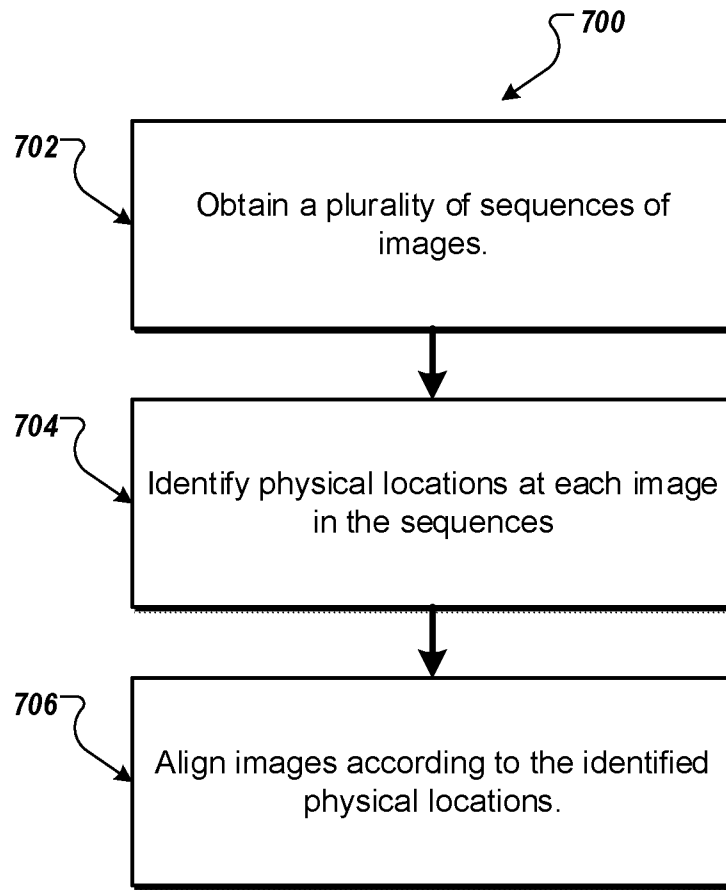 700
702
Obtain a plurality of sequences of
images.
704
Identify physical locations at each image
in the sequences
706
Align images according to the identified
physical locations.